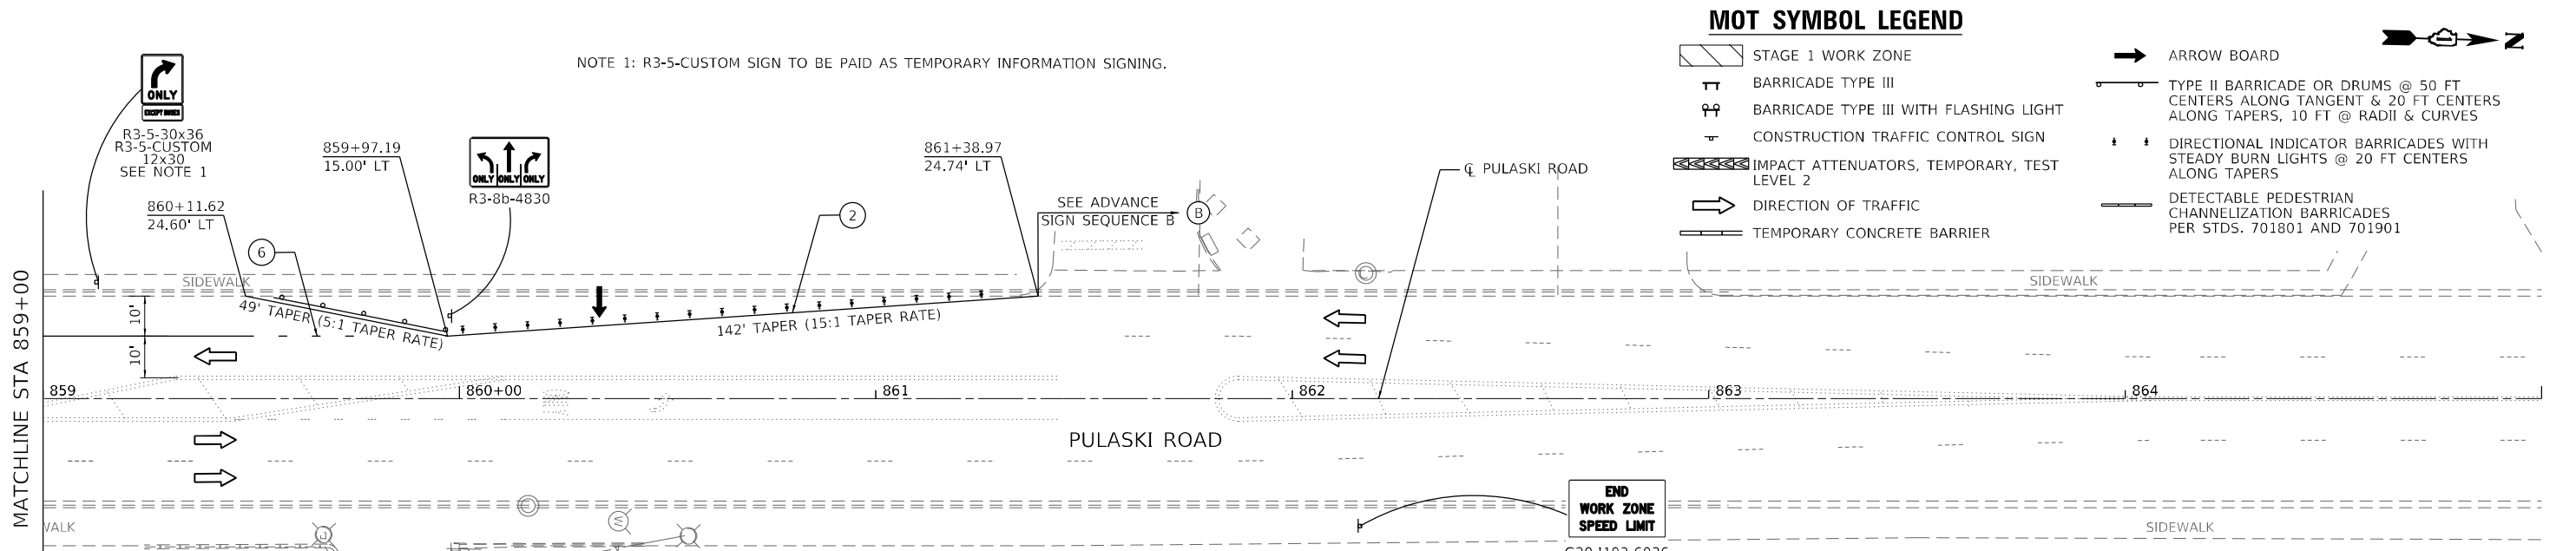 MOT SYMBOL LEGEND
STAGE 1 WORK ZONE
BARRICADE TYPE III
BARRICADE TYPE III WITH FLASHING LIGHT
CONSTRUCTION TRAFFIC CONTROL SIGN
IMPACT ATTENUATORS, TEMPORARY, TEST
LEVEL 2
DIRECTION OF TRAFFIC
TEMPORARY CONCRETE BARRIER
ARROW BOARD
TYPE II BARRICADE OR DRUMS @ 50 FT
CENTERS ALONG TANGENT & 20 FT CENTERS
ALONG TAPERS, 10 FT @ RADII & CURVES
DIRECTIONAL INDICATOR BARRICADES WITH
STEADY BURN LIGHTS @ 20 FT CENTERS
ALONG TAPERS
DETECTABLE PEDESTRIAN
CHANNELIZATION BARRICADES
PER STDS. 701801 AND 701901
N
NOTE 1: R3-5-CUSTOM SIGN TO BE PAID AS TEMPORARY INFORMATION SIGNING.
ONLY
EXCEPT BUSES
R3-5-30x36
R3-5-CUSTOM
12x30
SEE NOTE 1
859+97.19
15.00' LT
ONLY ONLY ONLY
R3-8b-4830
861+38.97
24.74' LT
℄ PULASKI ROAD
860+11.62
24.60' LT
6
2
SEE ADVANCE
SIGN SEQUENCE B
B
SIDEWALK
SIDEWALK
49' TAPER (5:1 TAPER RATE)
142' TAPER (15:1 TAPER RATE)
10'
10'
MATCHLINE STA 859+00
859
860+00
861
862
863
864
PULASKI ROAD
END
WORK ZONE
SPEED LIMIT
W
WALK
SIDEWALK